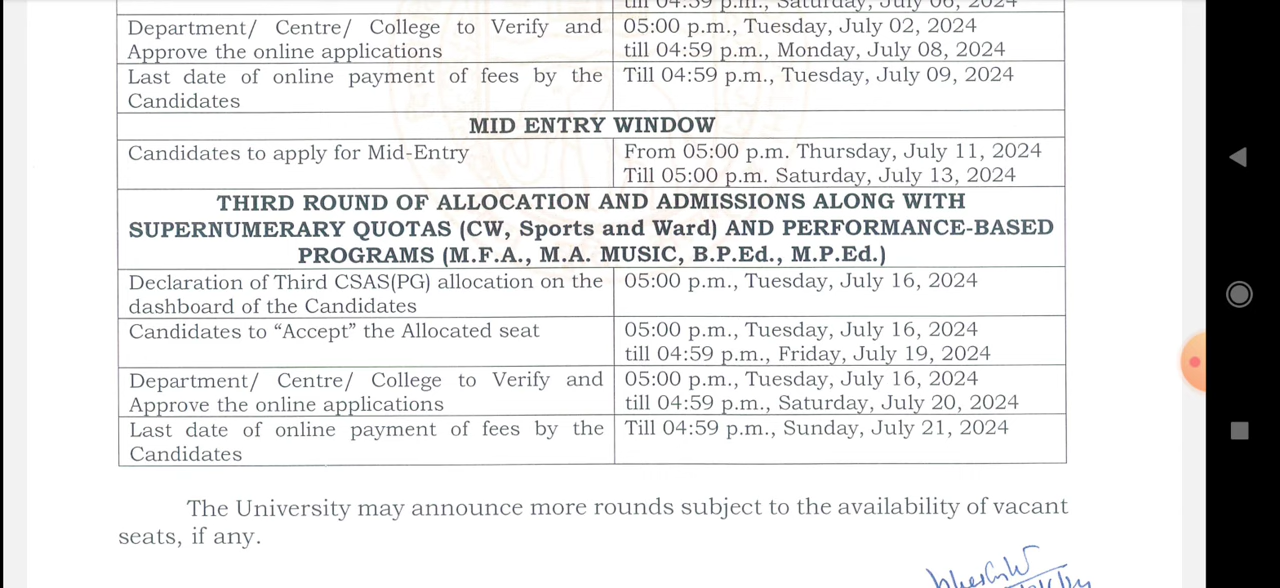 till 04:59 p.m., Saturday, July 06, 2024
Department/ Centre/ College to Verify and
Approve the online applications
05:00 p.m., Tuesday, July 02, 2024
till 04:59 p.m., Monday, July 08, 2024
Last date of online payment of fees by the
Candidates
Till 04:59 p.m., Tuesday, July 09, 2024
MID ENTRY WINDOW
Candidates to apply for Mid-Entry
From 05:00 p.m. Thursday, July 11, 2024
Till 05:00 p.m. Saturday, July 13, 2024
THIRD ROUND OF ALLOCATION AND ADMISSIONS ALONG WITH
SUPERNUMERARY QUOTAS (CW, Sports and Ward) AND PERFORMANCE-BASED
PROGRAMS (M.F.A., M.A. MUSIC, B.P.Ed., M.P.Ed.)
Declaration of Third CSAS(PG) allocation on the
dashboard of the Candidates
05:00 p.m., Tuesday, July 16, 2024
Candidates to “Accept” the Allocated seat
05:00 p.m., Tuesday, July 16, 2024
till 04:59 p.m., Friday, July 19, 2024
Department/ Centre/ College to Verify and
Approve the online applications
05:00 p.m., Tuesday, July 16, 2024
till 04:59 p.m., Saturday, July 20, 2024
Last date of online payment of fees by the
Candidates
Till 04:59 p.m., Sunday, July 21, 2024
The University may announce more rounds subject to the availability of vacant
seats, if any.